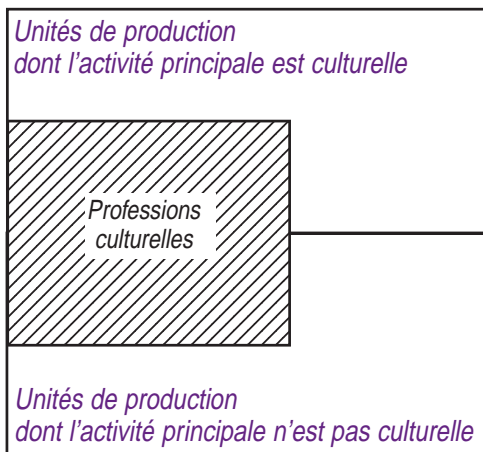 Unités de production
dont l’activité principale est culturelle
Professions
culturelles
Unités de production
dont l’activité principale n’est pas culturelle